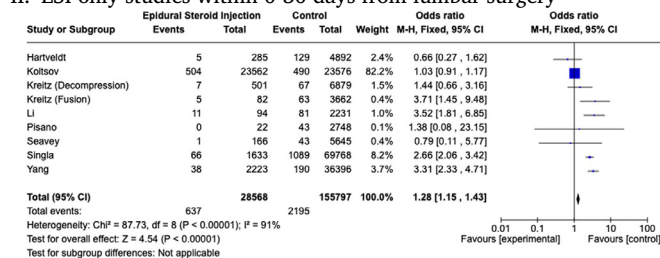 II. ESI only studies within 0-30 days from lumbar surgery
Epidural Steroid Injection Control Odds ratio Odds ratio
Study or Subgroup Events Total Events Total Weight M-H, Fixed, 95% CI M-H, Fixed, 95% CI
Hartveldt 5 285 129 4892 2.4% 0.66 [0.27 , 1.62]
Koltsov 504 23562 490 23576 82.2% 1.03 [0.91 , 1.17]
Kreitz (Decompression) 7 501 67 6879 1.4% 1.44 [0.66 , 3.16]
Kreitz (Fusion) 5 82 63 3662 0.4% 3.71 [1.45 , 9.48]
Li 11 94 81 2231 0.9% 3.52 [1.81 , 6.85]
Pisano 0 22 43 2748 0.1% 1.38 [0.08 , 23.15]
Seavey 1 166 43 5645 0.4% 0.79 [0.11 , 5.77]
Singla 66 1633 1089 69768 8.2% 2.66 [2.06 , 3.42]
Yang 38 2223 190 36396 3.7% 3.31 [2.33 , 4.71]
Total (95% CI) 28568 155797 100.0% 1.28 [1.15 , 1.43]
Total events: 637 2195
Heterogeneity: Chi² = 87.73, df = 8 (P < 0.00001); I² = 91%
Test for overall effect: Z = 4.54 (P < 0.00001)
Test for subgroup differences: Not applicable
0.01 0.1 1 10 100
Favours [experimental] Favours [control]